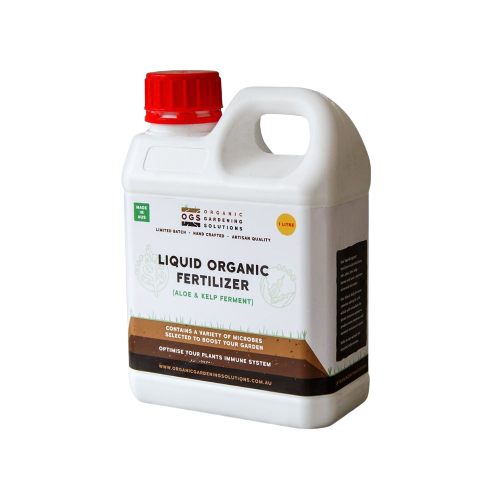 MADE
IN
AUS
OGS
ORGANIC
GARDENING
SOLUTIONS
LIMITED BATCH • HAND CRAFTED • ARTISAN QUALITY
1 LITRE
LIQUID ORGANIC
FERTILIZER
[ALOE & KELP FERMENT]
CONTAINS A VARIETY OF MICROBES
SELECTED TO BOOST YOUR GARDEN
OPTIMISE YOUR PLANTS IMMUNE SYSTEM
WWW.ORGANICGARDENINGSOLUTIONS.COM.AU